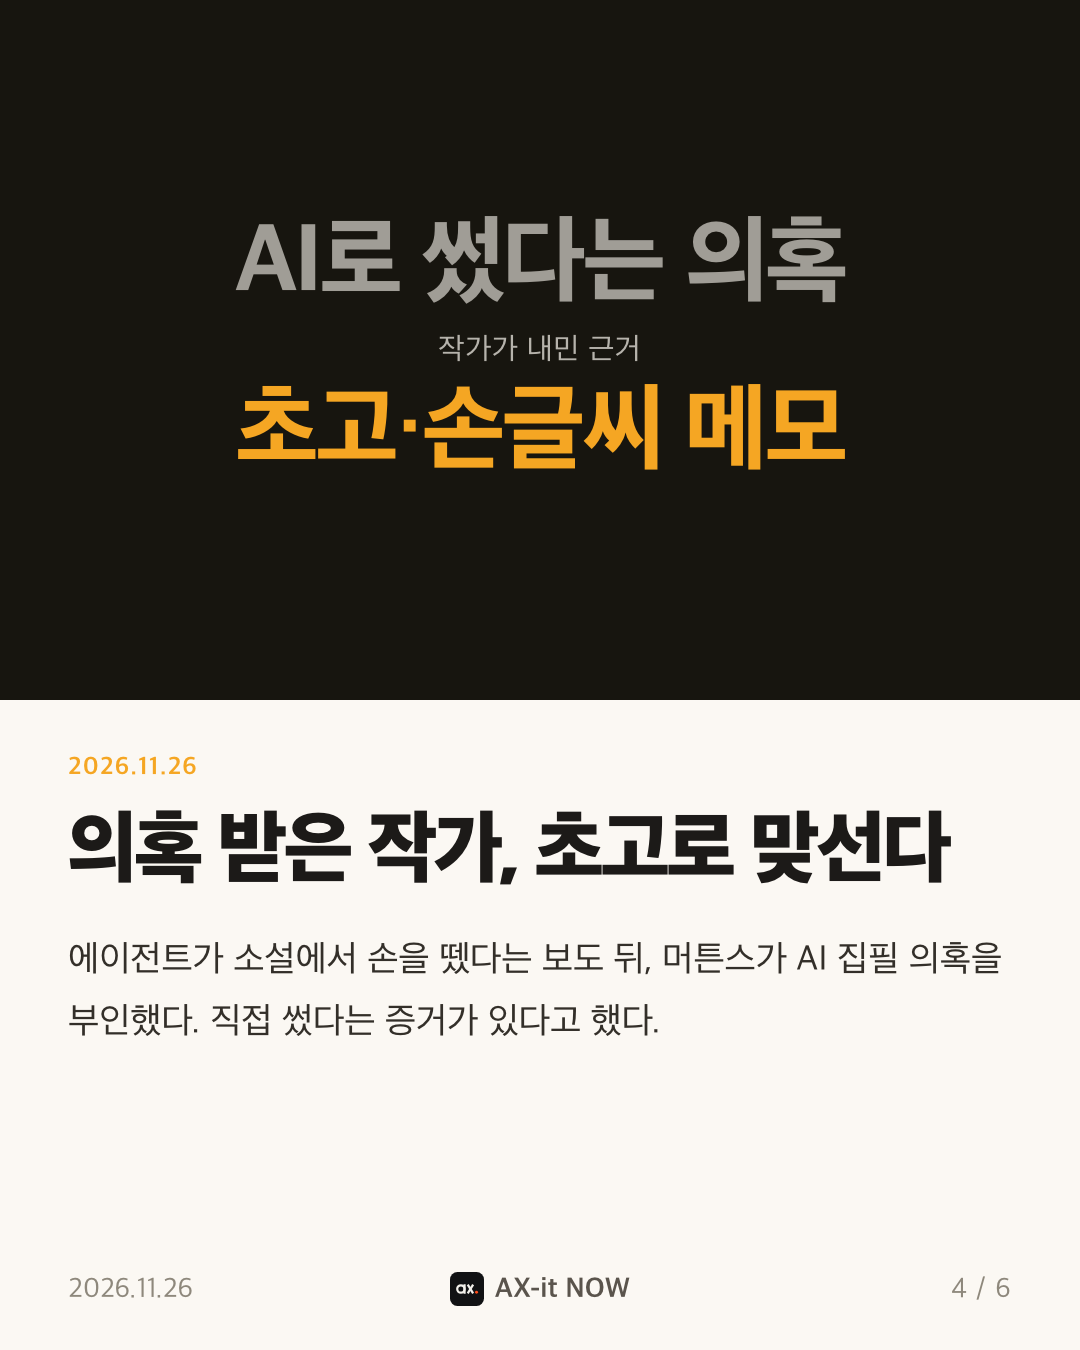 AI로 썼다는 의혹
작가가 내민 근거
초고·손글씨 메모
2026.11.26
의혹 받은 작가, 초고로 맞선다
에이전트가 소설에서 손을 뗐다는 보도 뒤, 머튼스가 AI 집필 의혹을
부인했다. 직접 썼다는 증거가 있다고 했다.
2026.11.26
ax. AX-it NOW
4 / 6